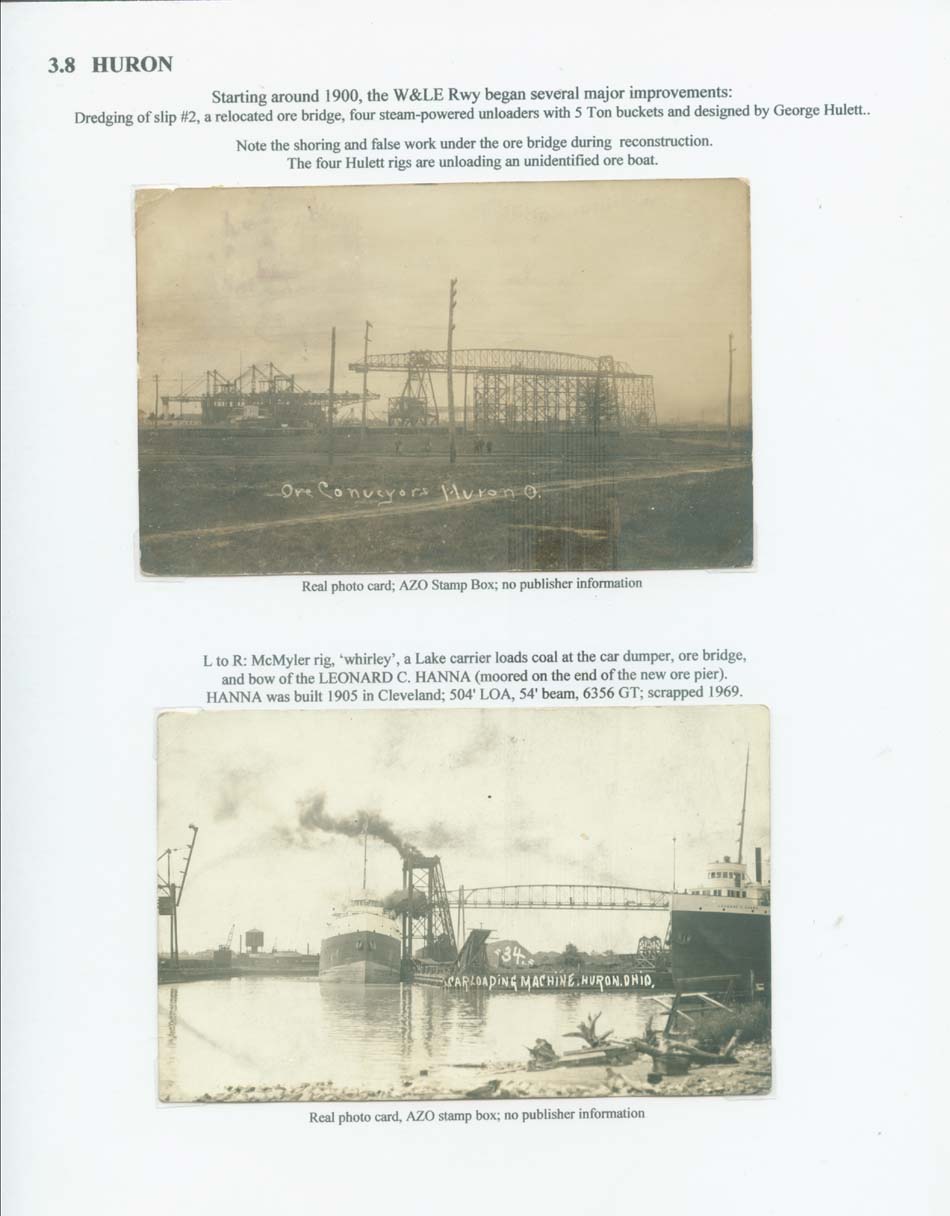 3.8 HURON
Starting around 1900, the W&LE Rwy began several major improvements:
Dredging of slip #2, a relocated ore bridge, four steam-powered unloaders with 5 Ton buckets and designed by George Hulett..
Note the shoring and false work under the ore bridge during reconstruction.
The four Hulett rigs are unloading an unidentified ore boat.
Ore Conveyors Huron O.
Real photo card; AZO Stamp Box; no publisher information
L to R: McMyler rig, ‘whirley’, a Lake carrier loads coal at the car dumper, ore bridge,
and bow of the LEONARD C. HANNA (moored on the end of the new ore pier).
HANNA was built 1905 in Cleveland; 504' LOA, 54' beam, 6356 GT; scrapped 1969.
"34"
CAR LOADING MACHINE, HURON. OHIO,
Real photo card, AZO stamp box; no publisher information